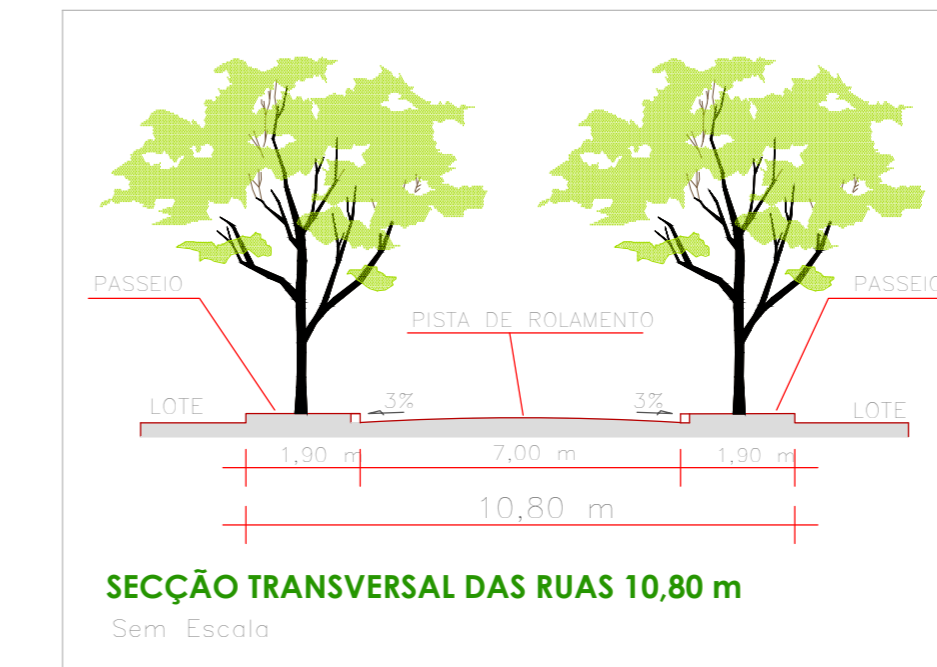 PASSEIO
PASSEIO
PISTA DE ROLAMENTO
LOTE
3%
3%
LOTE
1,90 m
7,00 m
1,90 m
10,80 m
SECÇÃO TRANSVERSAL DAS RUAS 10,80 m
Sem Escala